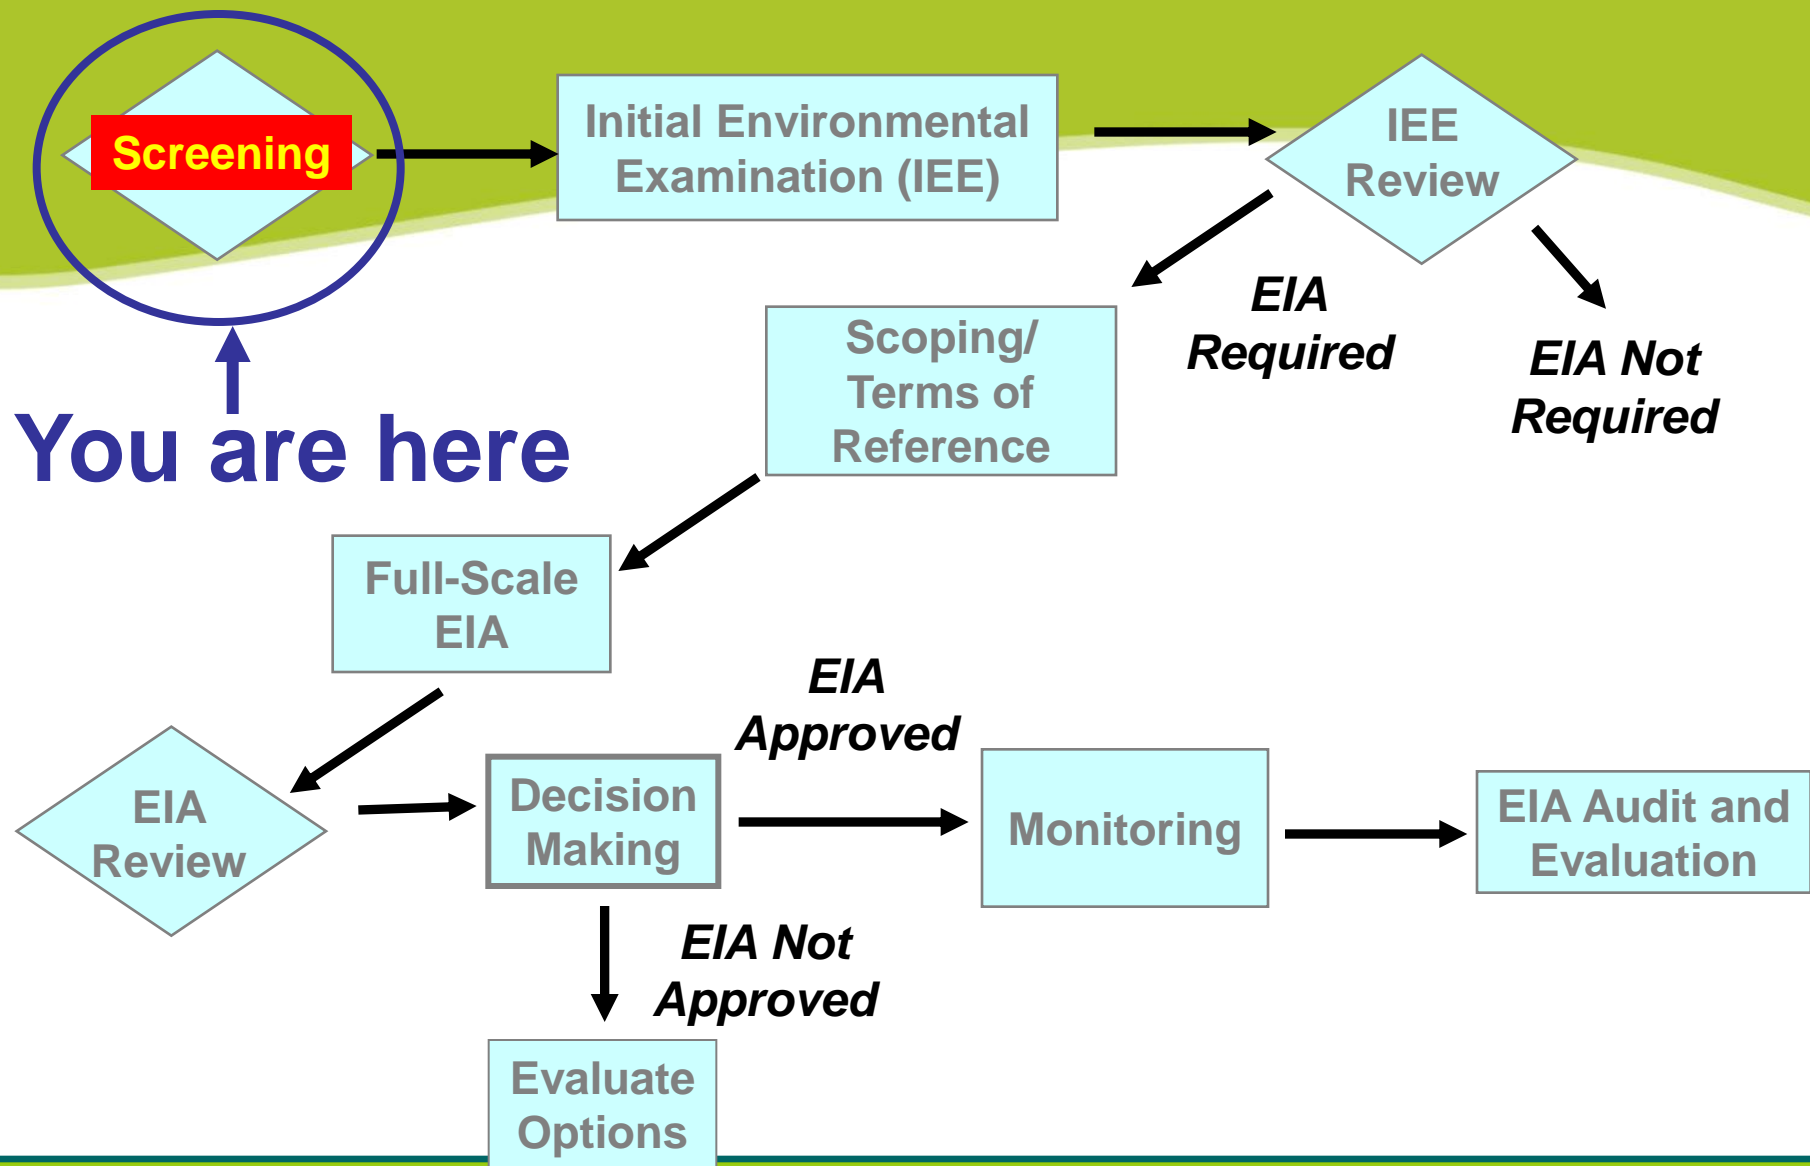 Screening
Initial Environmental
Examination (IEE)
IEE
Review
EIA
Required
EIA Not
Required
Scoping/
Terms of
Reference
You are here
Full-Scale
EIA
EIA
Approved
EIA
Review
Decision
Making
Monitoring
EIA Audit and
Evaluation
EIA Not
Approved
Evaluate
Options